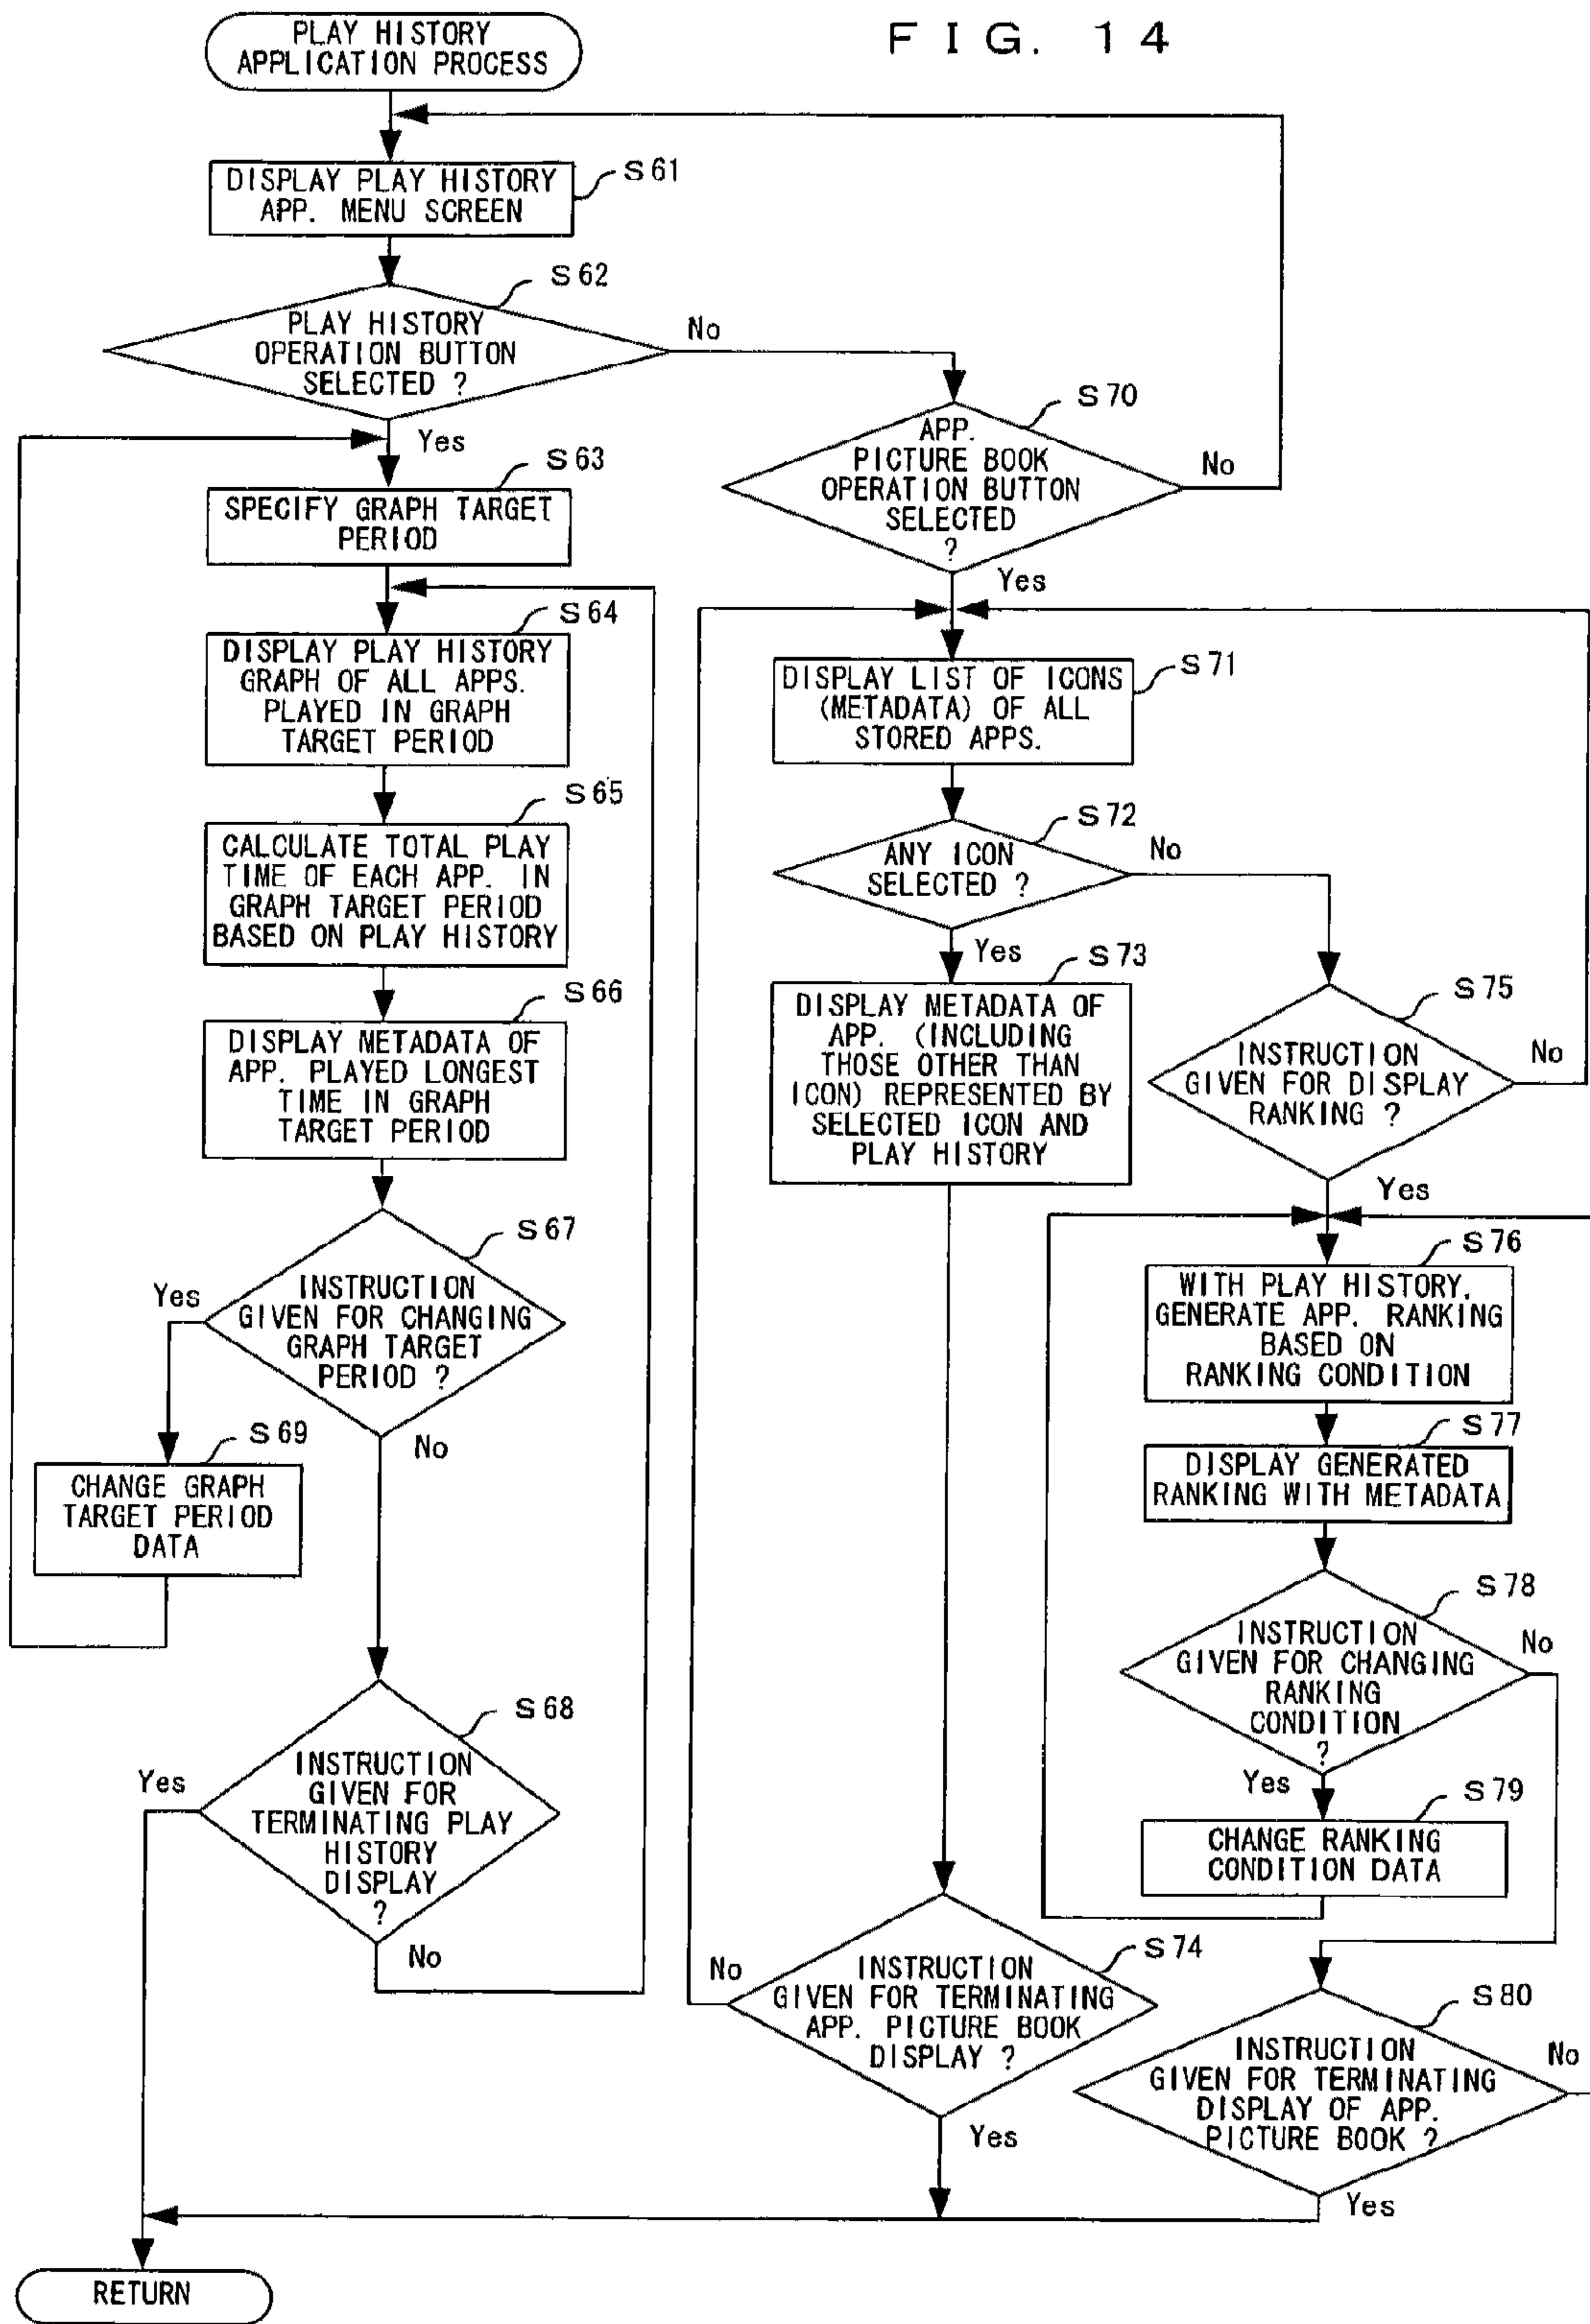 FIG. 14
PLAY HISTORY
APPLICATION PROCESS
S61
DISPLAY PLAY HISTORY
APP. MENU SCREEN
S62
PLAY HISTORY
OPERATION BUTTON
SELECTED ?
No
Yes
S63
SPECIFY GRAPH TARGET
PERIOD
S64
DISPLAY PLAY HISTORY
GRAPH OF ALL APPS.
PLAYED IN GRAPH
TARGET PERIOD
S65
CALCULATE TOTAL PLAY
TIME OF EACH APP. IN
GRAPH TARGET PERIOD
BASED ON PLAY HISTORY
S66
DISPLAY METADATA OF
APP. PLAYED LONGEST
TIME IN GRAPH
TARGET PERIOD
S67
INSTRUCTION
GIVEN FOR CHANGING
GRAPH TARGET
PERIOD ?
Yes
No
S69
CHANGE GRAPH
TARGET PERIOD
DATA
S68
INSTRUCTION
GIVEN FOR
TERMINATING PLAY
HISTORY
DISPLAY
?
Yes
No
S70
APP.
PICTURE BOOK
OPERATION BUTTON
SELECTED
?
No
Yes
S71
DISPLAY LIST OF ICONS
(METADATA) OF ALL
STORED APPS.
S72
ANY ICON
SELECTED ?
No
Yes
S73
DISPLAY METADATA OF
APP. (INCLUDING
THOSE OTHER THAN
ICON) REPRESENTED BY
SELECTED ICON AND
PLAY HISTORY
S74
INSTRUCTION
GIVEN FOR TERMINATING
APP. PICTURE BOOK
DISPLAY ?
No
Yes
S75
INSTRUCTION
GIVEN FOR DISPLAY
RANKING ?
No
Yes
S76
WITH PLAY HISTORY,
GENERATE APP. RANKING
BASED ON
RANKING CONDITION
S77
DISPLAY GENERATED
RANKING WITH METADATA
S78
INSTRUCTION
GIVEN FOR CHANGING
RANKING
CONDITION
?
No
Yes
S79
CHANGE RANKING
CONDITION DATA
S80
INSTRUCTION
GIVEN FOR TERMINATING
DISPLAY OF APP.
PICTURE BOOK ?
No
Yes
RETURN